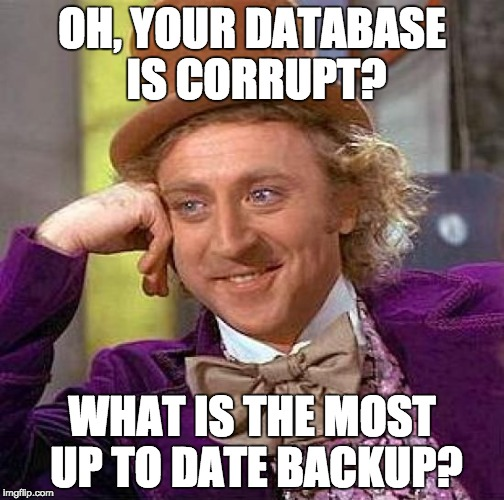 OH, YOUR DATABASE
IS CORRUPT?
WHAT IS THE MOST
UP TO DATE BACKUP?
imgflip.com